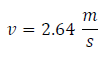 v = 2.64 m/s